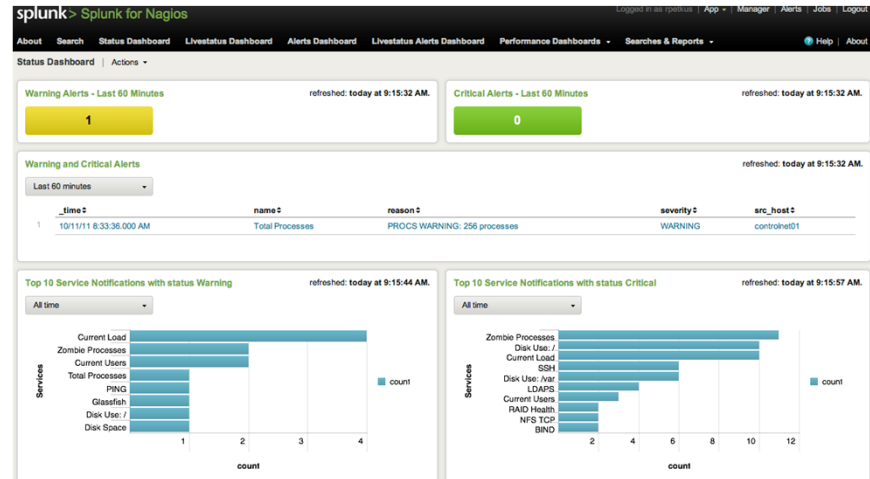 Logged in as rpetkus | App | Manager | Alerts | Jobs | Logout
splunk> Splunk for Nagios
About Search Status Dashboard Livestatus Dashboard Alerts Dashboard Livestatus Alerts Dashboard Performance Dashboards Searches & Reports Help | About
Status Dashboard | Actions
Warning Alerts - Last 60 Minutes refreshed: today at 9:15:32 AM.
1
Critical Alerts - Last 60 Minutes refreshed: today at 9:15:32 AM.
0
Warning and Critical Alerts refreshed: today at 9:15:32 AM.
Last 60 minutes
_time name reason severity src_host
1 10/11/11 8:33:36.000 AM Total Processes PROCS WARNING: 256 processes WARNING controlnet01
Top 10 Service Notifications with status Warning refreshed: today at 9:15:44 AM.
All time
Services
Current Load
Zombie Processes
Current Users
Total Processes
PING
Glassfish
Disk Use: /
Disk Space
1 2 3 4
count
count
Top 10 Service Notifications with status Critical refreshed: today at 9:15:57 AM.
All time
Services
Zombie Processes
Disk Use: /
Current Load
SSH
Disk Use: /var
LDAPS
Current Users
RAID Health
NFS TCP
BIND
2 4 6 8 10 12
count
count